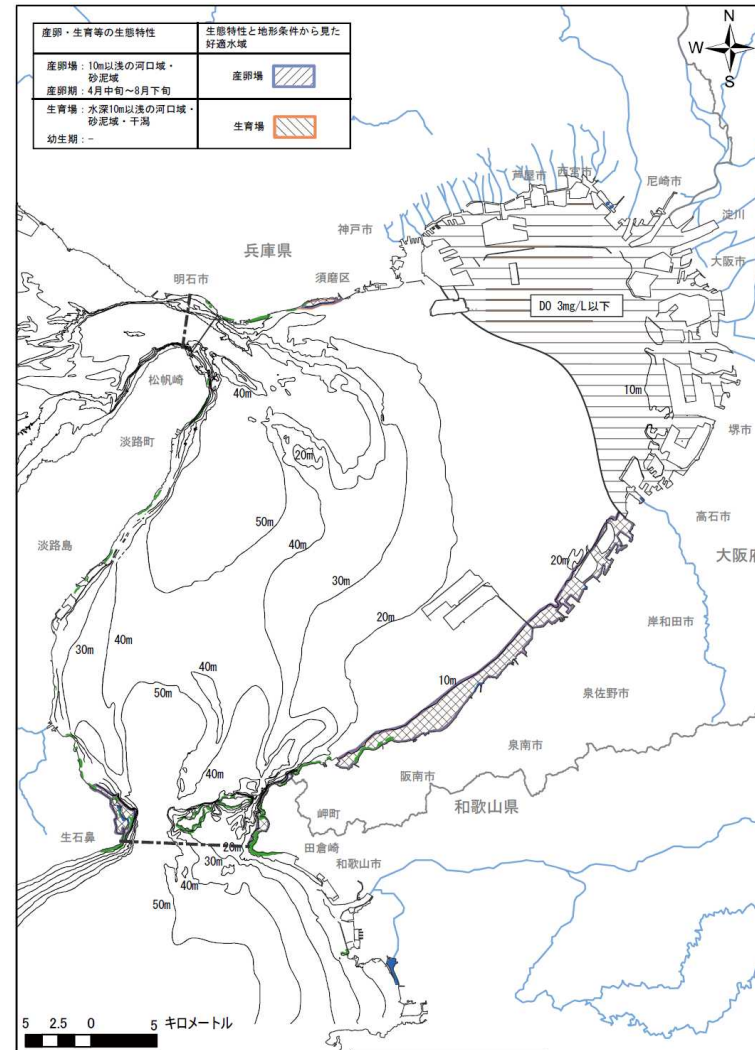 産卵・生育等の生態特性
生態特性と地形条件から見た
好適水域
産卵場：10m以浅の河口域・
砂泥域
産卵期：4月中旬～8月下旬
産卵場
生育場：水深10m以浅の河口域・
砂泥域・干潟
幼生期：-
生育場
N
W
E
S
芦屋市
西宮市
尼崎市
神戸市
淀川
兵庫県
大阪市
明石市
須磨区
DO 3mg/L以下
松帆崎
40m
10m
淡路町
堺市
20m
50m
高石市
40m
淡路島
大阪府
20m
30m
20m
岸和田市
30m
40m
40m
10m
泉佐野市
50m
泉南市
40m
阪南市
岬町
和歌山県
生石鼻
20m
田倉崎
30m
和歌山市
40m
50m
5 2.5 0 5 キロメートル